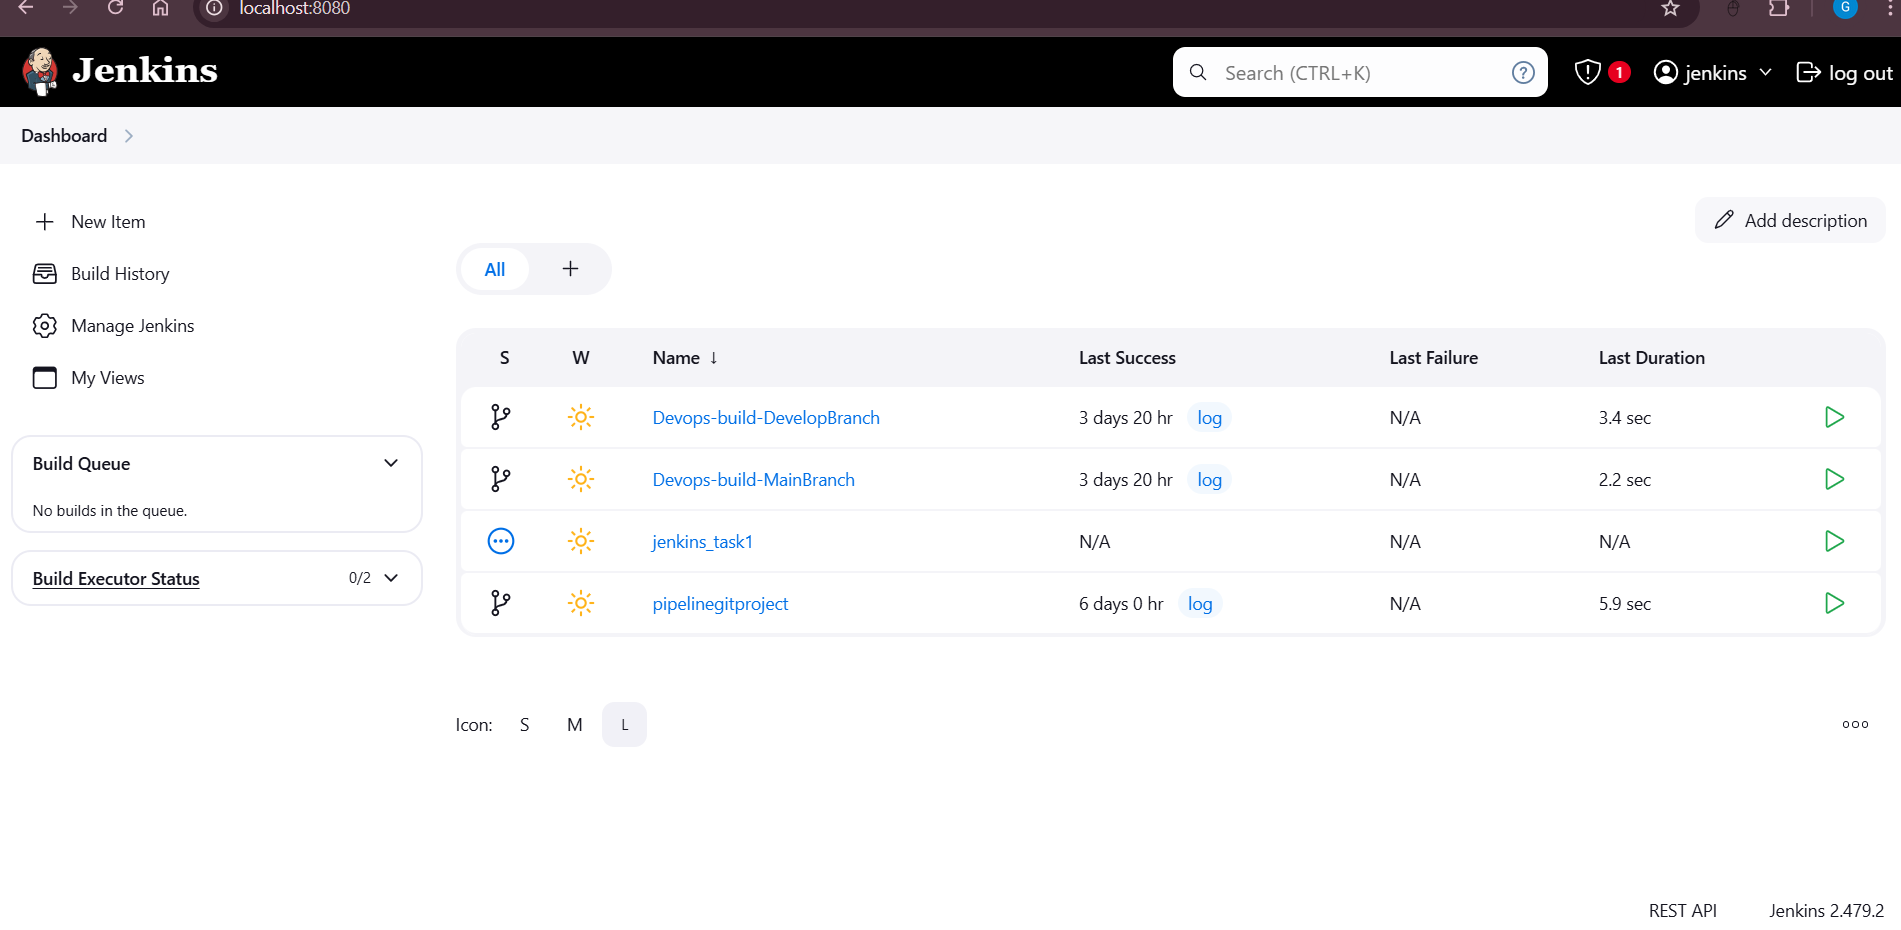 localhost:8080
G
Jenkins
Search (CTRL+K)
?
1
jenkins
log out
Dashboard
New Item
Build History
Manage Jenkins
My Views
Build Queue
No builds in the queue.
Build Executor Status 0/2
Add description
All +
S W Name ↓ Last Success Last Failure Last Duration
Devops-build-DevelopBranch 3 days 20 hr log N/A 3.4 sec
Devops-build-MainBranch 3 days 20 hr log N/A 2.2 sec
jenkins_task1 N/A N/A N/A
pipelinegitproject 6 days 0 hr log N/A 5.9 sec
Icon: S M L
REST API Jenkins 2.479.2